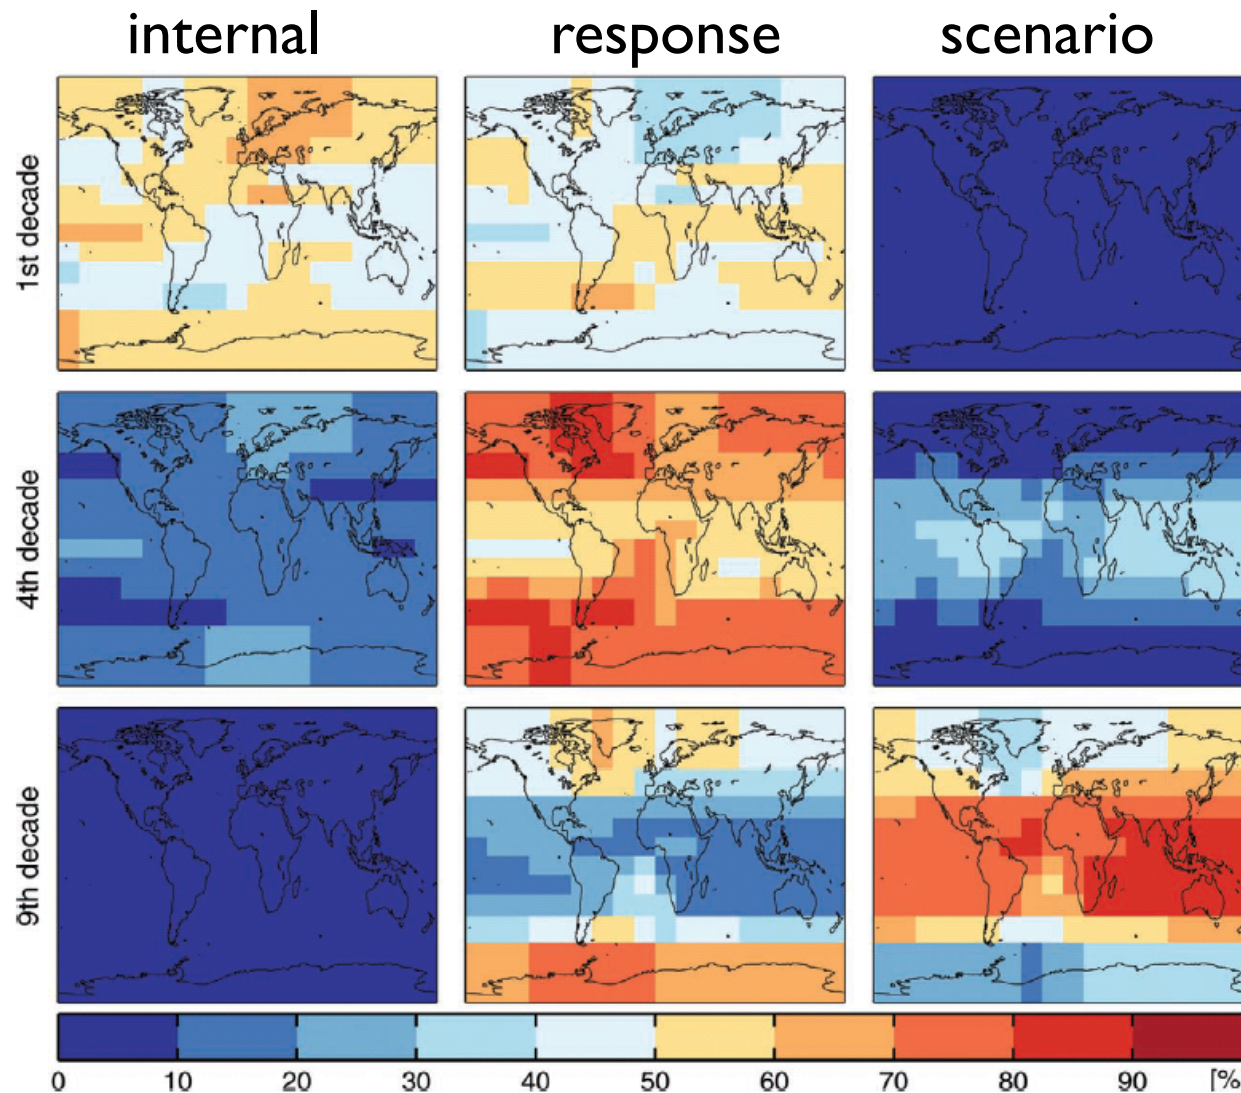 internal response scenario
1st decade
4th decade
9th decade
0 10 20 30 40 50 60 70 80 90 [%